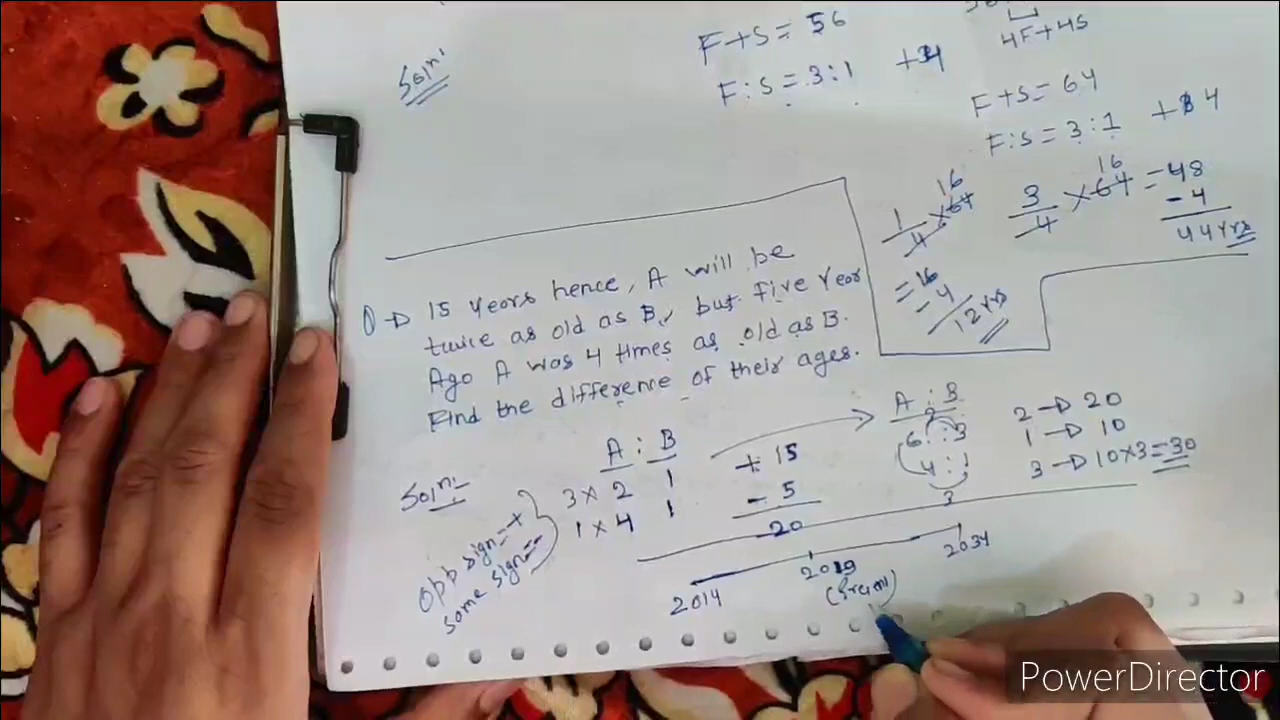 F+S = 56
F:S = 3:1 +4
Soln:
4F+4S
F+S = 64
F:S = 3:1 +4
1/4 × 64 16
= 16
- 4
12 yrs
3/4 × 64 16 = 48
- 4
44 yrs
Q→ 15 years hence, A will be
twice as old as B, but five year
Ago A was 4 times as old as B.
Find the difference of their ages.
Soln:-
Opp sign = +
Same sign = -
A : B
3 × 2 1
1 × 4 1
+ 15
- 5
20
A : B
2
6 : 3
4 : 1
3
2 → 20
1 → 10
3 → 10×3 = 30
2014
2019
2034
PowerDirector